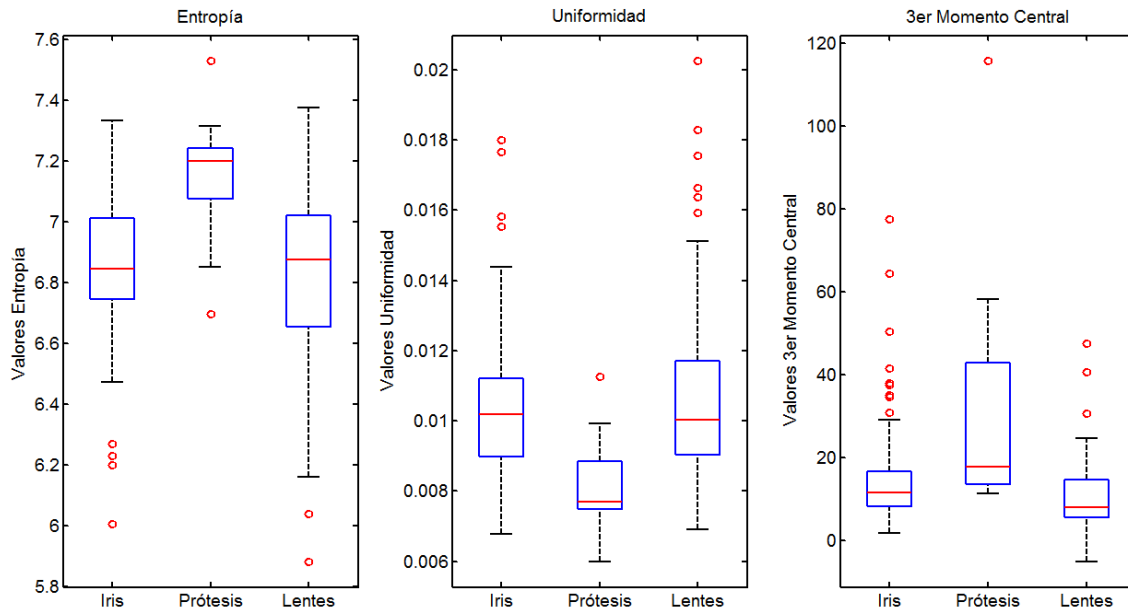 Entropía
Uniformidad
3er Momento Central
Valores Entropía
7.6
7.4
7.2
7
6.8
6.6
6.4
6.2
6
5.8
Iris Prótesis Lentes
Valores Uniformidad
0.02
0.018
0.016
0.014
0.012
0.01
0.008
0.006
Iris Prótesis Lentes
Valores 3er Momento Central
120
100
80
60
40
20
0
Iris Prótesis Lentes